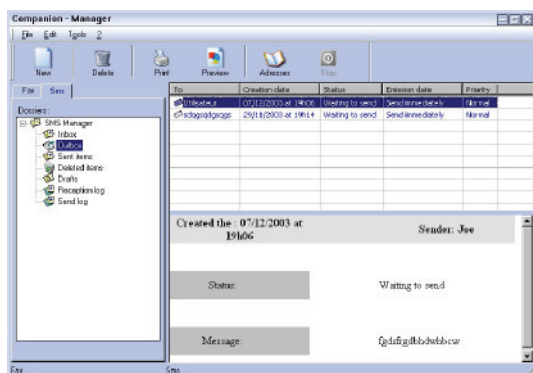 Companion - Manager
File Edit Tools ?
New Delete Print Preview Adresses Stop
Fax Sms
Dossiers:
SMS Manager
Inbox
Outbox
Sent items
Deleted items
Drafts
Reception log
Send log
To Creation date Status Emission date Priority
Utilisateur 07/12/2003 at 19h06 Waiting to send Send immediately Normal
29/11/2003 at 19h14 Waiting to send Send immediately Normal
Created the : 07/12/2003 at
19h06
Sender: Joe
Status: Waiting to send
Message:
Fax Sms